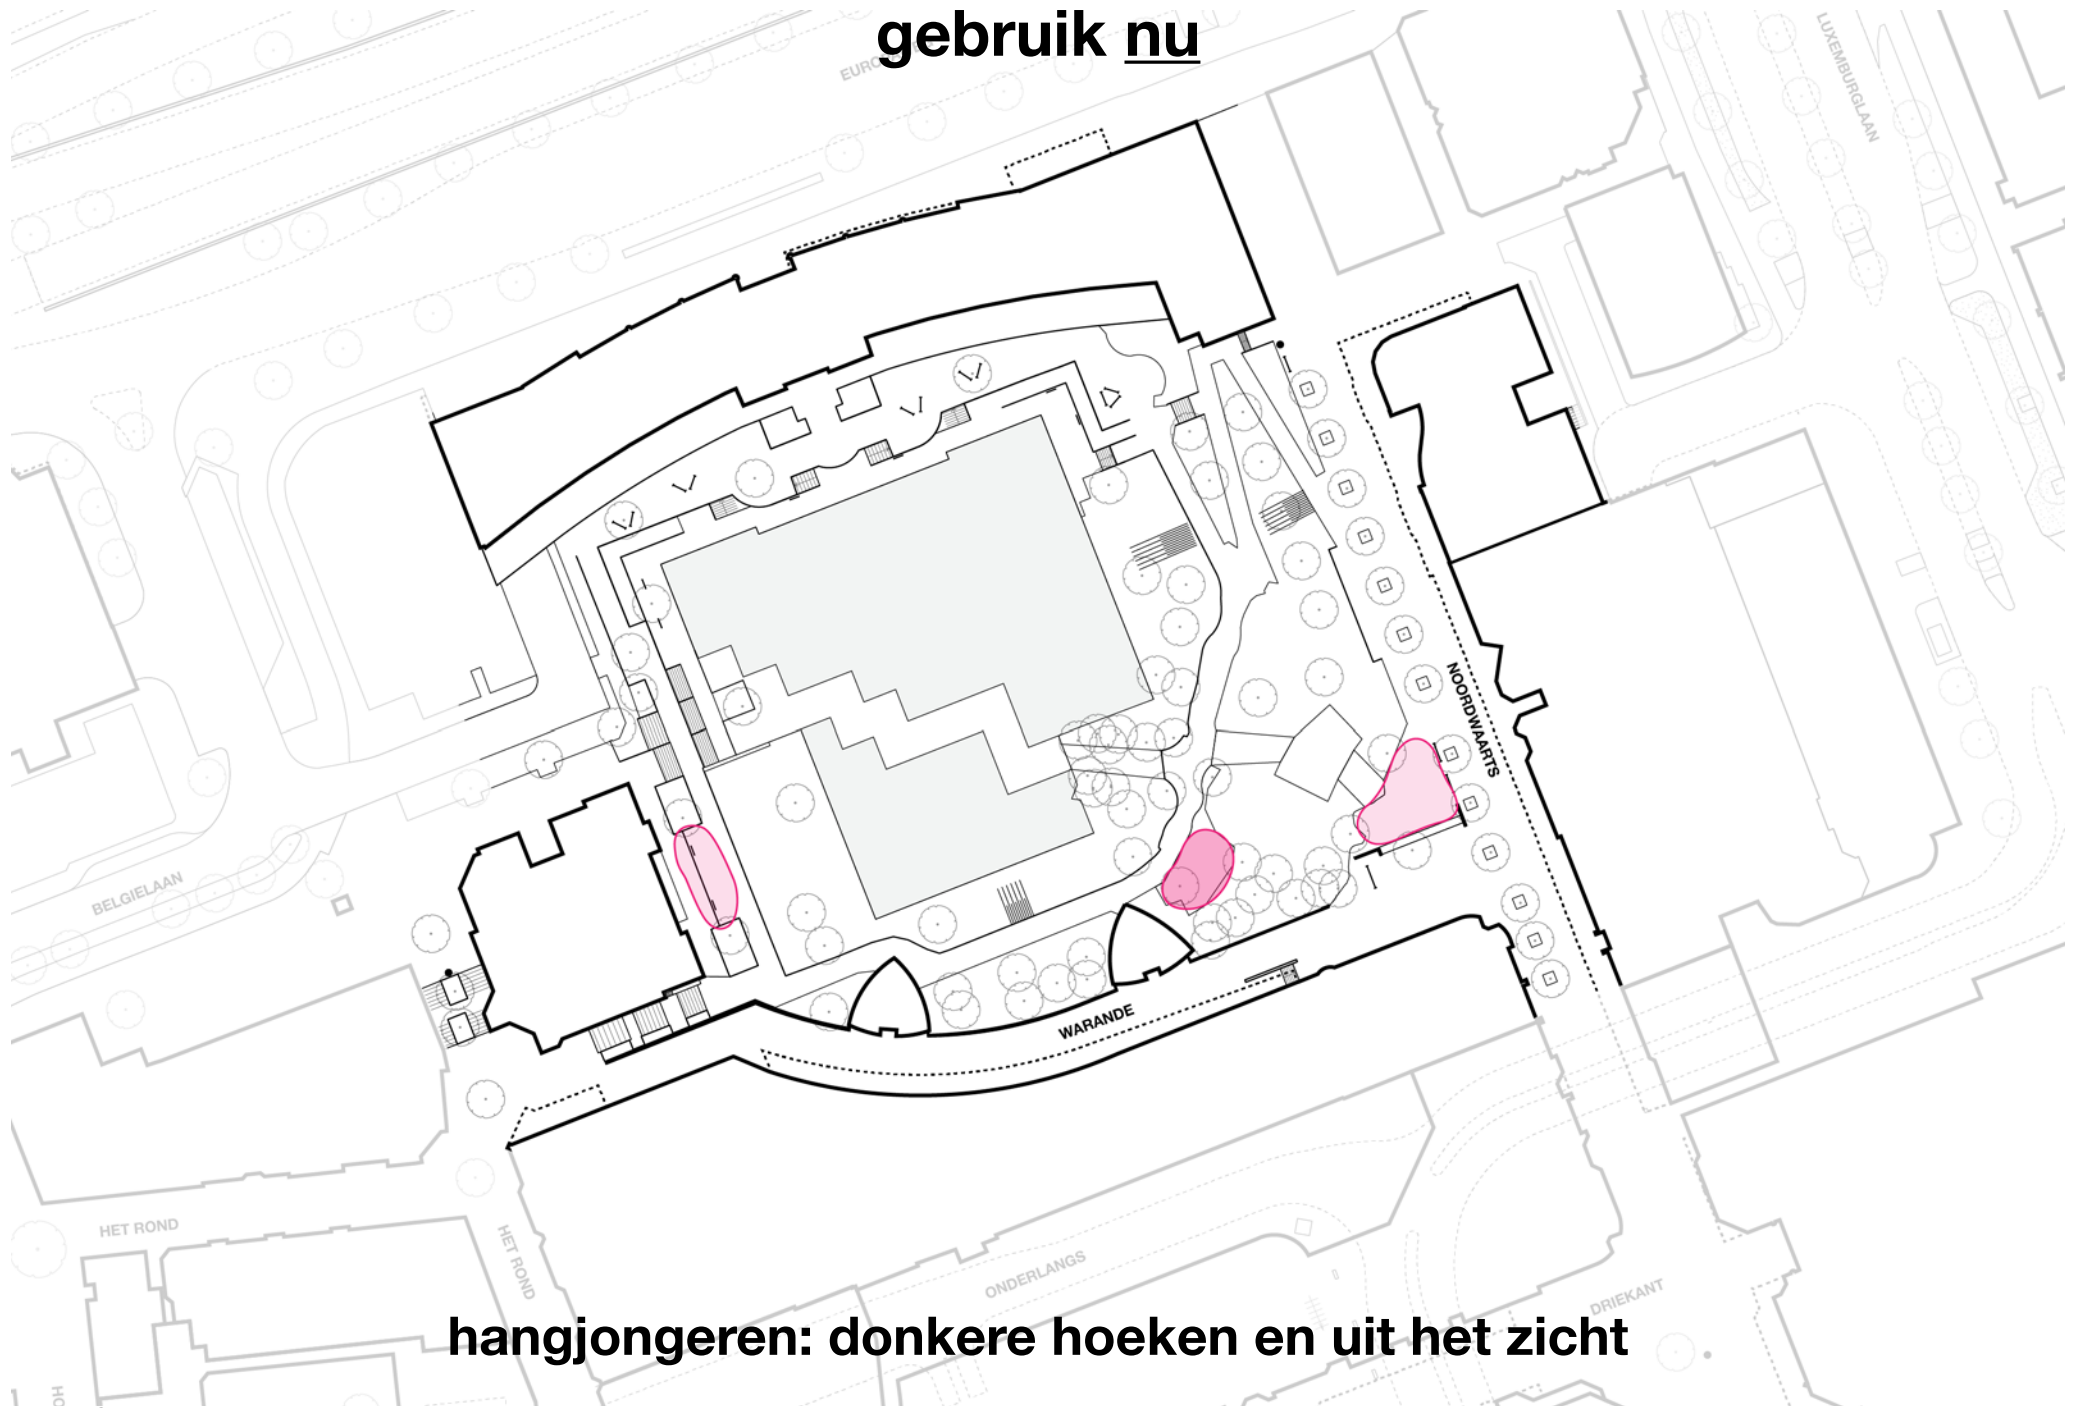 gebruik nu
LUXEMBURGLAAN
NOORDWAARTS
BELGIELAAN
WARANDE
HET ROND
HET ROND
ONDERLANGS
DRIEKANT
hangjongeren: donkere hoeken en uit het zicht